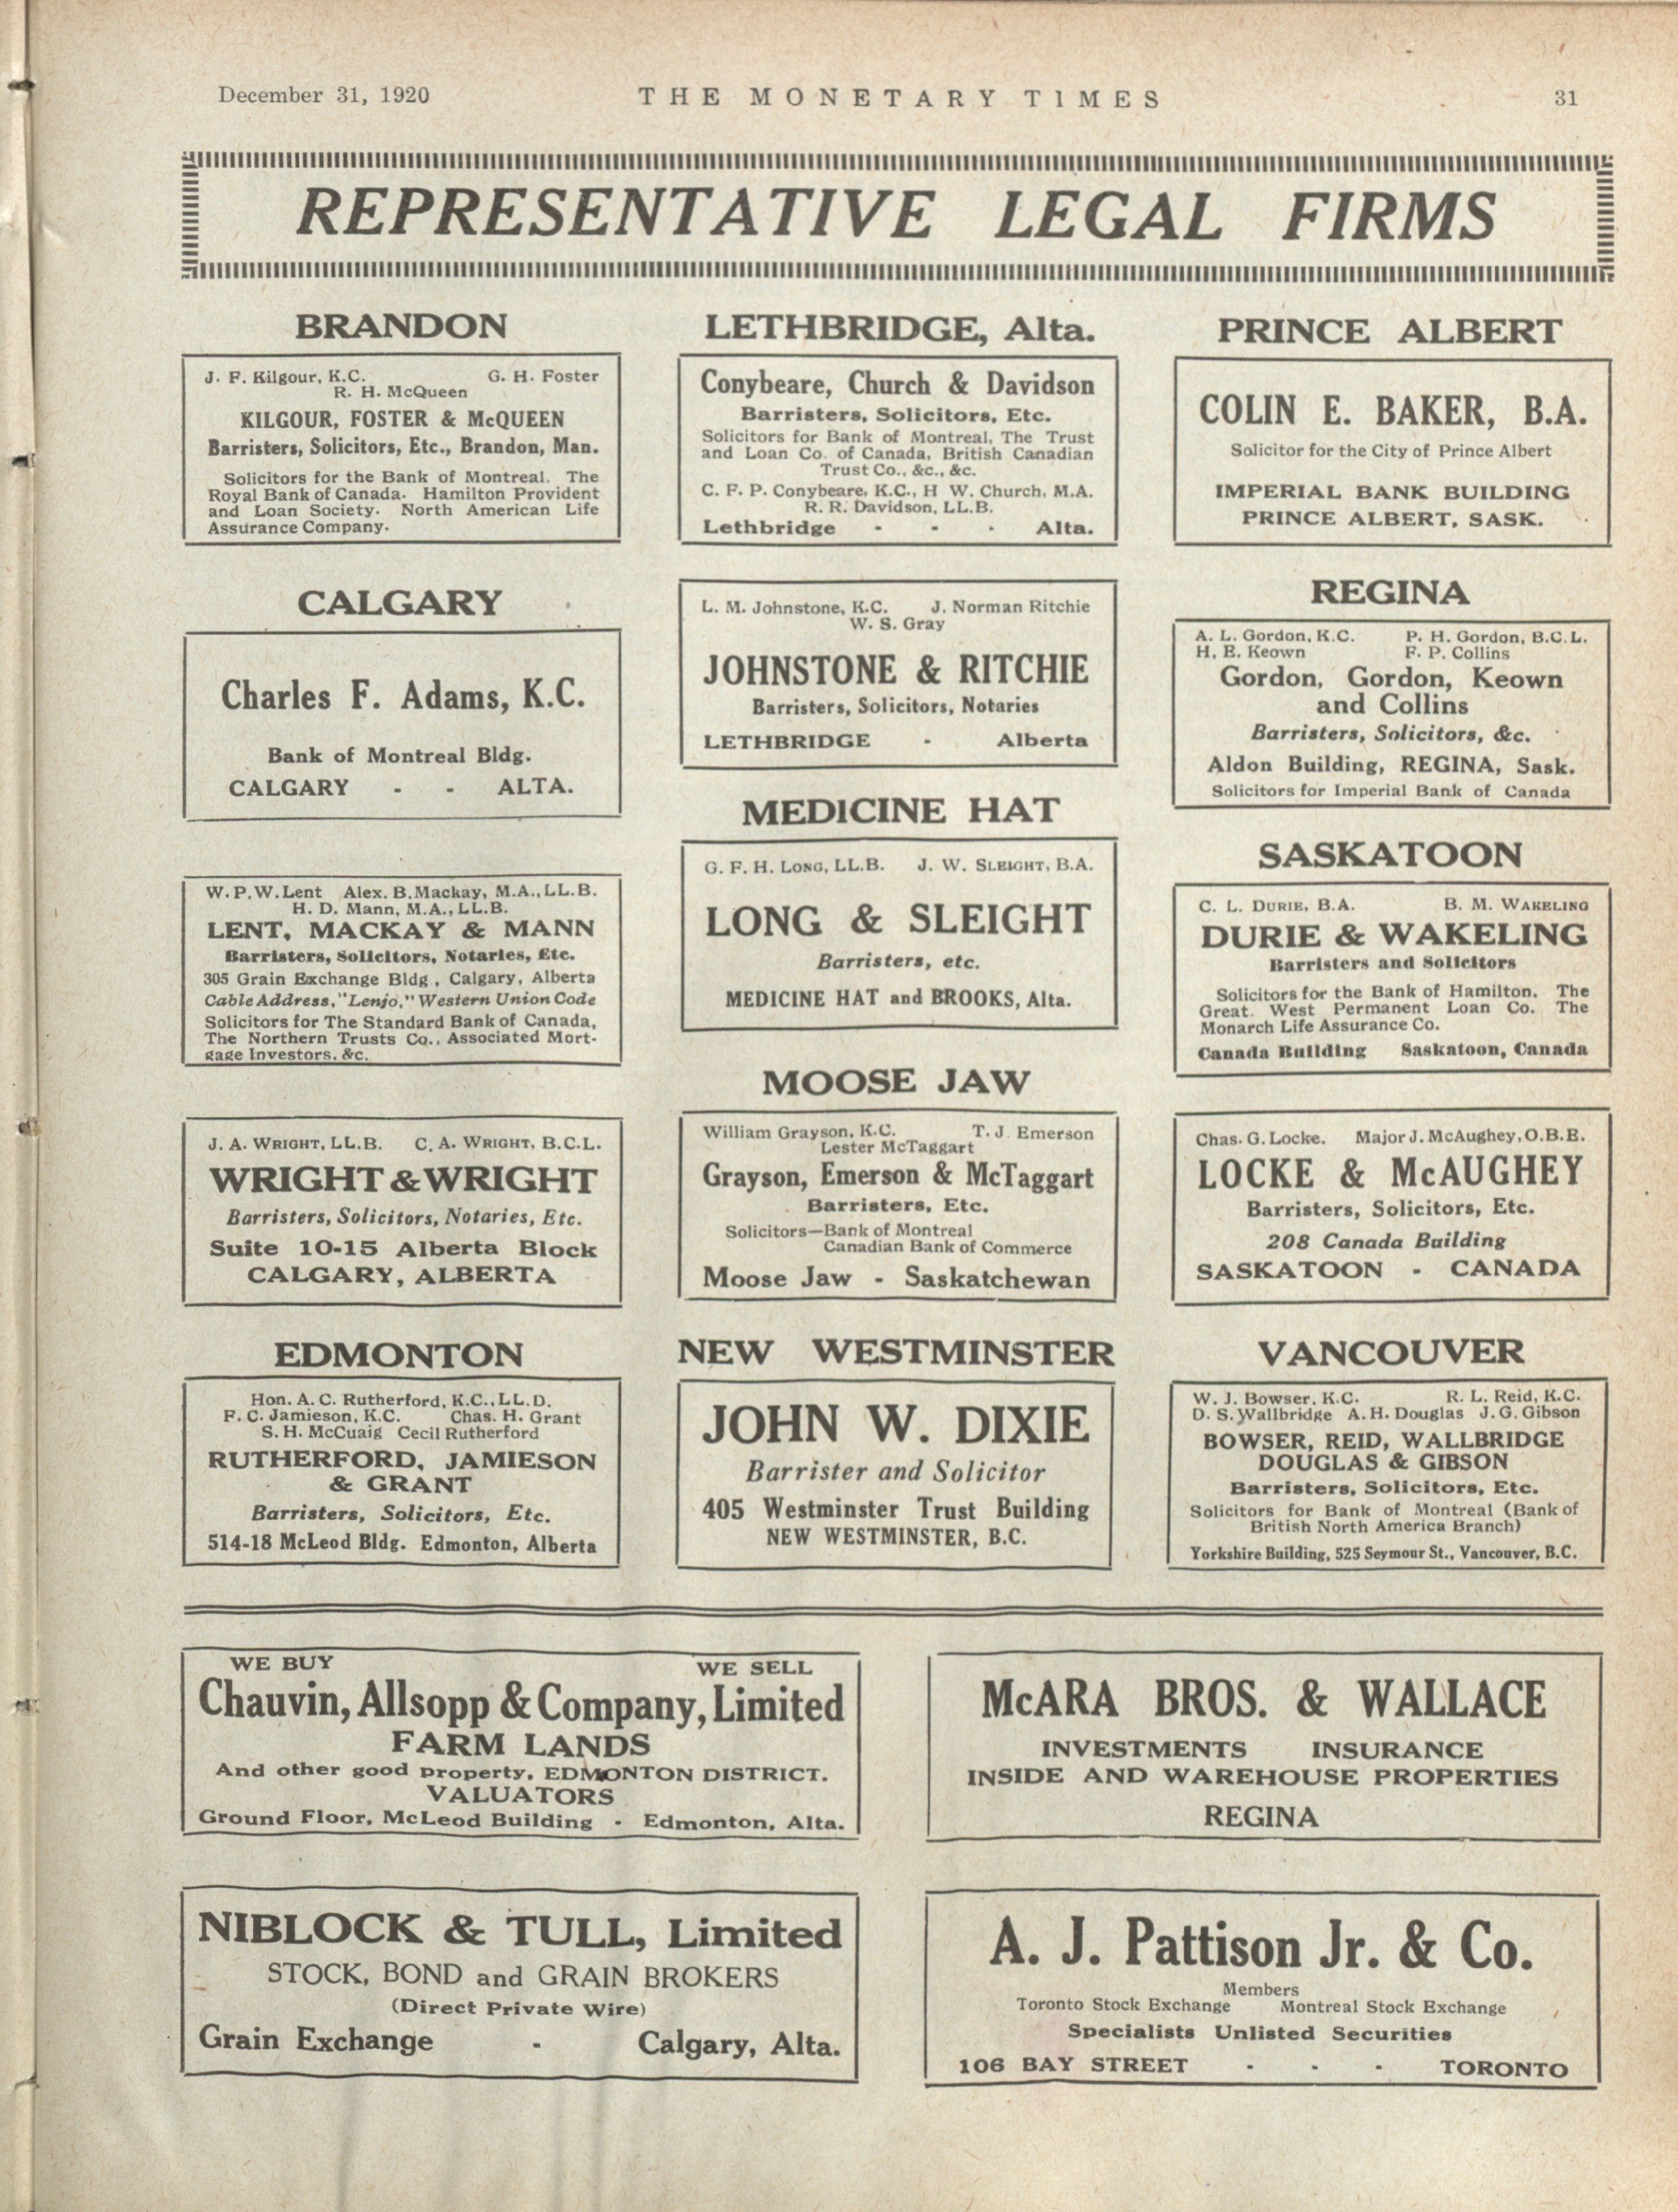 December 31, 1920
THE MONETARY TIMES
31
REPRESENTATIVE LEGAL FIRMS
BRANDON
J. F. Kilgour, K.C. G. H. Foster
R. H. McQueen
KILGOUR, FOSTER & McQUEEN
Barristers, Solicitors, Etc., Brandon, Man.
Solicitors for the Bank of Montreal. The
Royal Bank of Canada. Hamilton Provident
and Loan Society. North American Life
Assurance Company.
CALGARY
Charles F. Adams, K.C.
Bank of Montreal Bldg.
CALGARY - - ALTA.
W. P. W. Lent Alex. B. Mackay, M.A., LL.B.
H. D. Mann, M.A., LL.B.
LENT, MACKAY & MANN
Barristers, Solicitors, Notaries, Etc.
305 Grain Exchange Bldg., Calgary, Alberta
Cable Address, "Lenjo," Western Union Code
Solicitors for The Standard Bank of Canada,
The Northern Trusts Co., Associated Mort-
gage Investors, &c.
J. A. WRIGHT, LL.B. C. A. WRIGHT, B.C.L.
WRIGHT & WRIGHT
Barristers, Solicitors, Notaries, Etc.
Suite 10-15 Alberta Block
CALGARY, ALBERTA
EDMONTON
Hon. A. C. Rutherford, K.C., LL.D.
F. C. Jamieson, K.C. Chas. H. Grant
S. H. McCuaig Cecil Rutherford
RUTHERFORD, JAMIESON
& GRANT
Barristers, Solicitors, Etc.
514-18 McLeod Bldg. Edmonton, Alberta
LETHBRIDGE, Alta.
Conybeare, Church & Davidson
Barristers, Solicitors, Etc.
Solicitors for Bank of Montreal, The Trust
and Loan Co. of Canada, British Canadian
Trust Co., &c., &c.
C. F. P. Conybeare, K.C., H W. Church, M.A.
R. R. Davidson, LL.B.
Lethbridge - - - Alta.
L. M. Johnstone, K.C. J. Norman Ritchie
W. S. Gray
JOHNSTONE & RITCHIE
Barristers, Solicitors, Notaries
LETHBRIDGE - Alberta
MEDICINE HAT
G. F. H. LONG, LL.B. J. W. SLEIGHT, B.A.
LONG & SLEIGHT
Barristers, etc.
MEDICINE HAT and BROOKS, Alta.
MOOSE JAW
William Grayson, K.C. T. J. Emerson
Lester McTaggart
Grayson, Emerson & McTaggart
Barristers, Etc.
Solicitors—Bank of Montreal
Canadian Bank of Commerce
Moose Jaw - Saskatchewan
NEW WESTMINSTER
JOHN W. DIXIE
Barrister and Solicitor
405 Westminster Trust Building
NEW WESTMINSTER, B.C.
PRINCE ALBERT
COLIN E. BAKER, B.A.
Solicitor for the City of Prince Albert
IMPERIAL BANK BUILDING
PRINCE ALBERT, SASK.
REGINA
A. L. Gordon, K.C. P. H. Gordon, B.C.L.
H. E. Keown F. P. Collins
Gordon, Gordon, Keown
and Collins
Barristers, Solicitors, &c.
Aldon Building, REGINA, Sask.
Solicitors for Imperial Bank of Canada
SASKATOON
C. L. DURIE, B.A. B. M. WAKELING
DURIE & WAKELING
Barristers and Solicitors
Solicitors for the Bank of Hamilton. The
Great. West Permanent Loan Co. The
Monarch Life Assurance Co.
Canada Building Saskatoon, Canada
Chas. G. Locke. Major J. McAughey, O.B.E.
LOCKE & McAUGHEY
Barristers, Solicitors, Etc.
208 Canada Building
SASKATOON - CANADA
VANCOUVER
W. J. Bowser, K.C. R. L. Reid, K.C.
D. S. Wallbridge A. H. Douglas J. G. Gibson
BOWSER, REID, WALLBRIDGE
DOUGLAS & GIBSON
Barristers, Solicitors, Etc.
Solicitors for Bank of Montreal (Bank of
British North America Branch)
Yorkshire Building, 525 Seymour St., Vancouver, B.C.
WE BUY WE SELL
Chauvin, Allsopp & Company, Limited
FARM LANDS
And other good property, EDMONTON DISTRICT.
VALUATORS
Ground Floor, McLeod Building - Edmonton, Alta.
McARA BROS. & WALLACE
INVESTMENTS INSURANCE
INSIDE AND WAREHOUSE PROPERTIES
REGINA
NIBLOCK & TULL, Limited
STOCK, BOND and GRAIN BROKERS
(Direct Private Wire)
Grain Exchange - Calgary, Alta.
A. J. Pattison Jr. & Co.
Members
Toronto Stock Exchange Montreal Stock Exchange
Specialists Unlisted Securities
106 BAY STREET - - - TORONTO